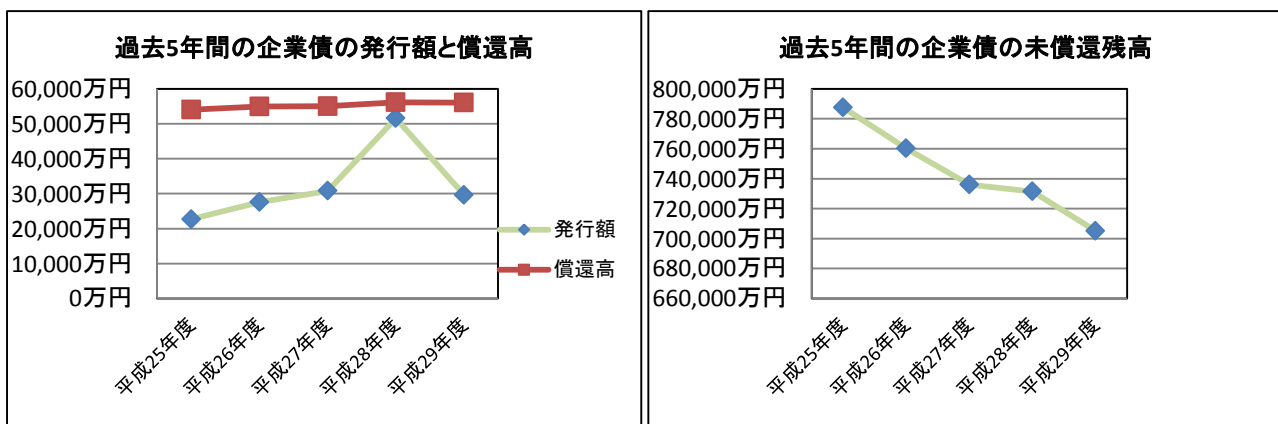 過去5年間の企業債の発行額と償還高
60,000万円
50,000万円
40,000万円
30,000万円
20,000万円
10,000万円
0万円
平成25年度
平成26年度
平成27年度
平成28年度
平成29年度
発行額
償還高
過去5年間の企業債の未償還残高
800,000万円
780,000万円
760,000万円
740,000万円
720,000万円
700,000万円
680,000万円
660,000万円
平成25年度
平成26年度
平成27年度
平成28年度
平成29年度